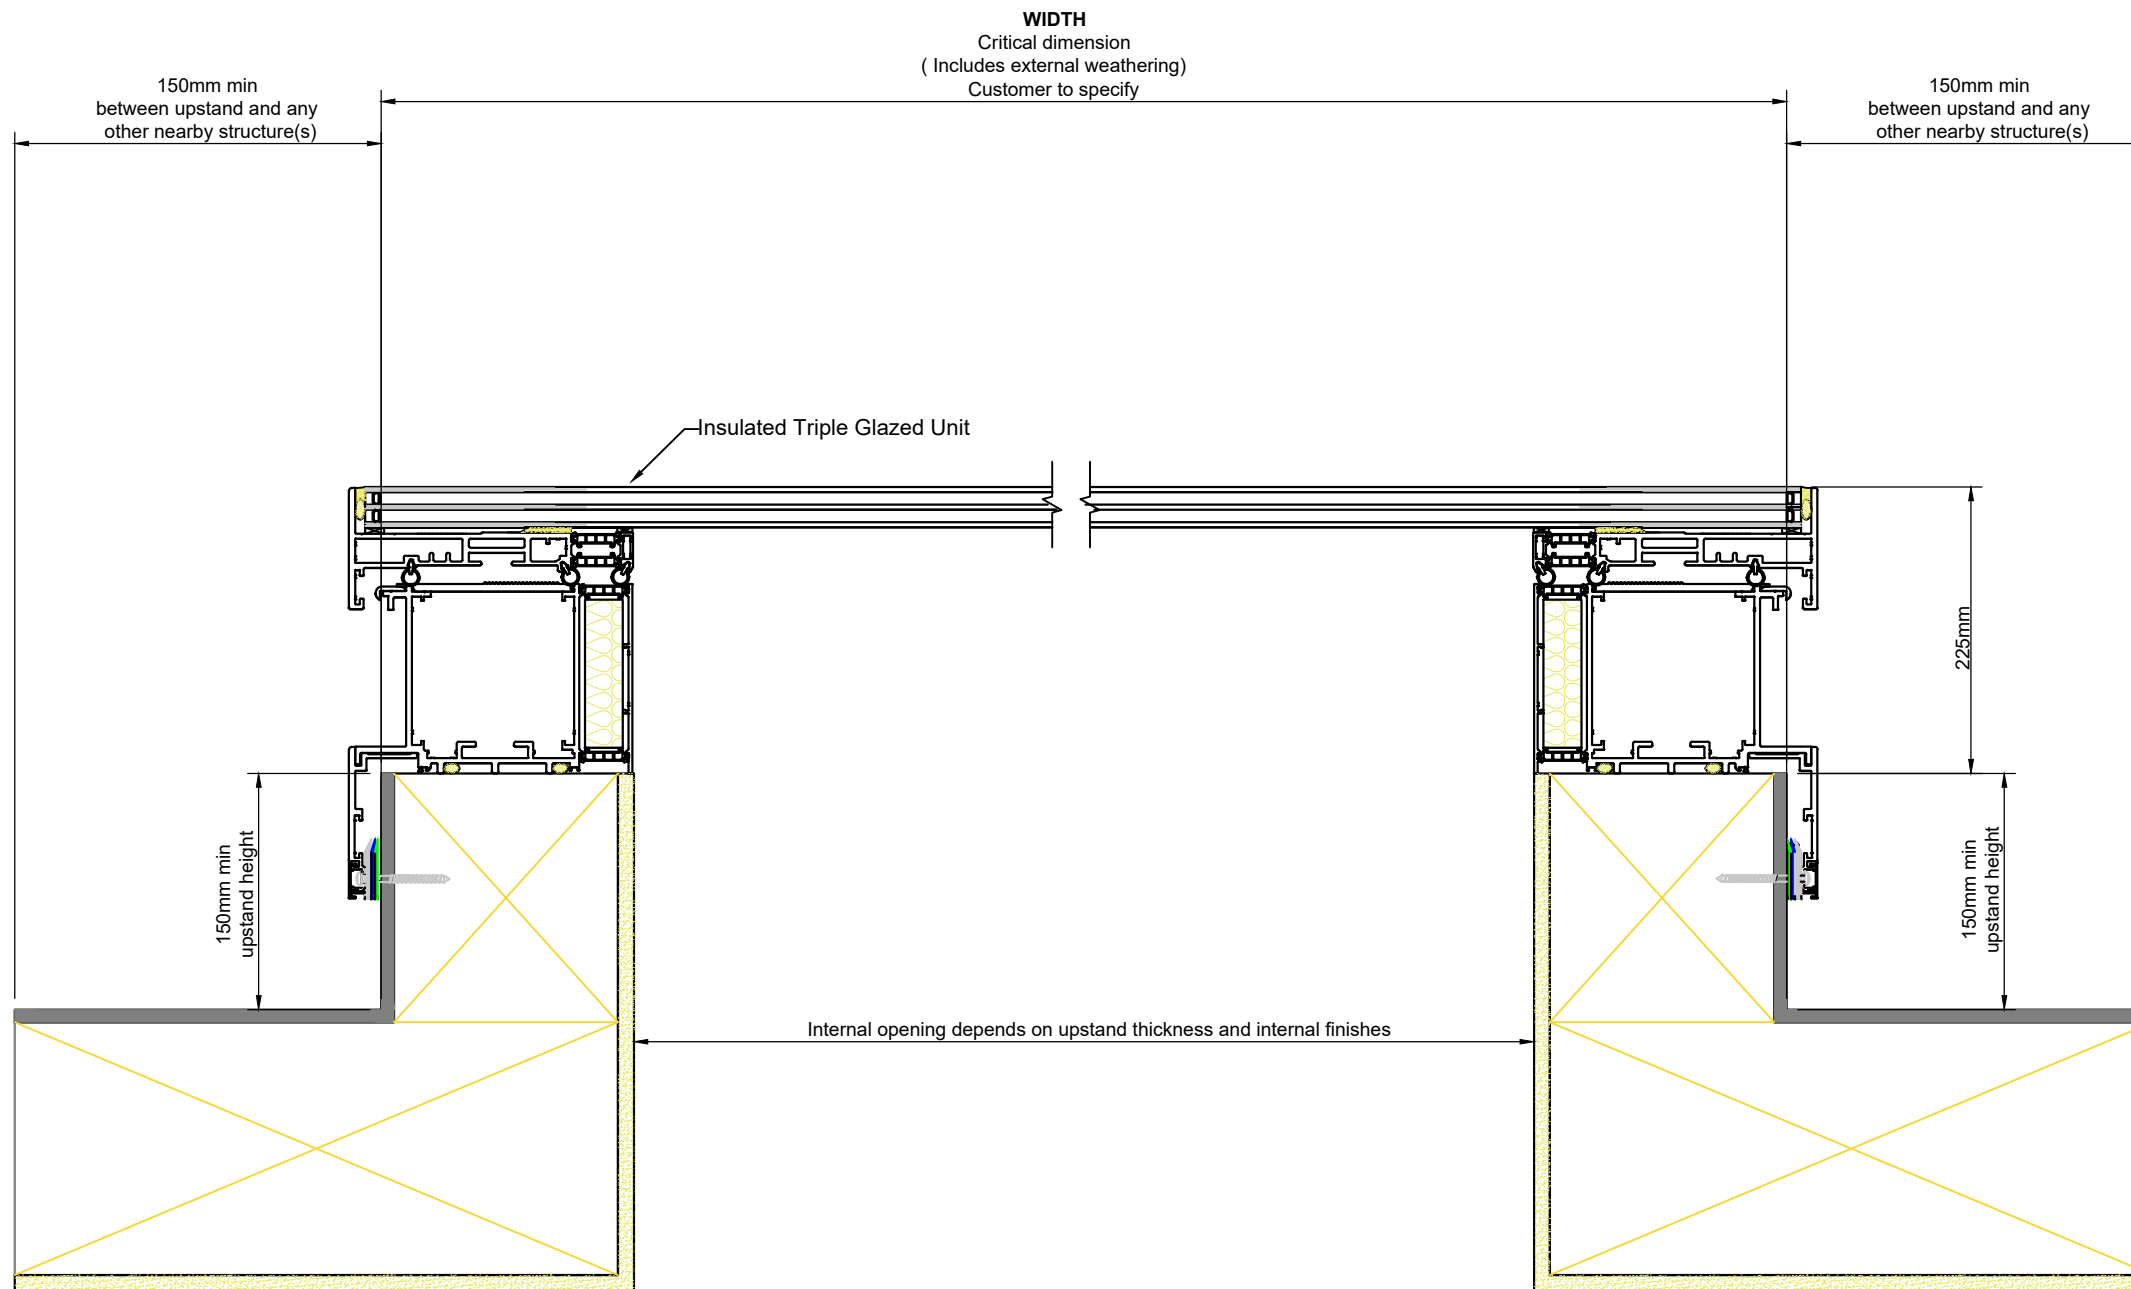 WIDTH
Critical dimension
( Includes external weathering)
Customer to specify
150mm min
between upstand and any
other nearby structure(s)
150mm min
between upstand and any
other nearby structure(s)
Insulated Triple Glazed Unit
225mm
150mm min
upstand height
150mm min
upstand height
Internal opening depends on upstand thickness and internal finishes